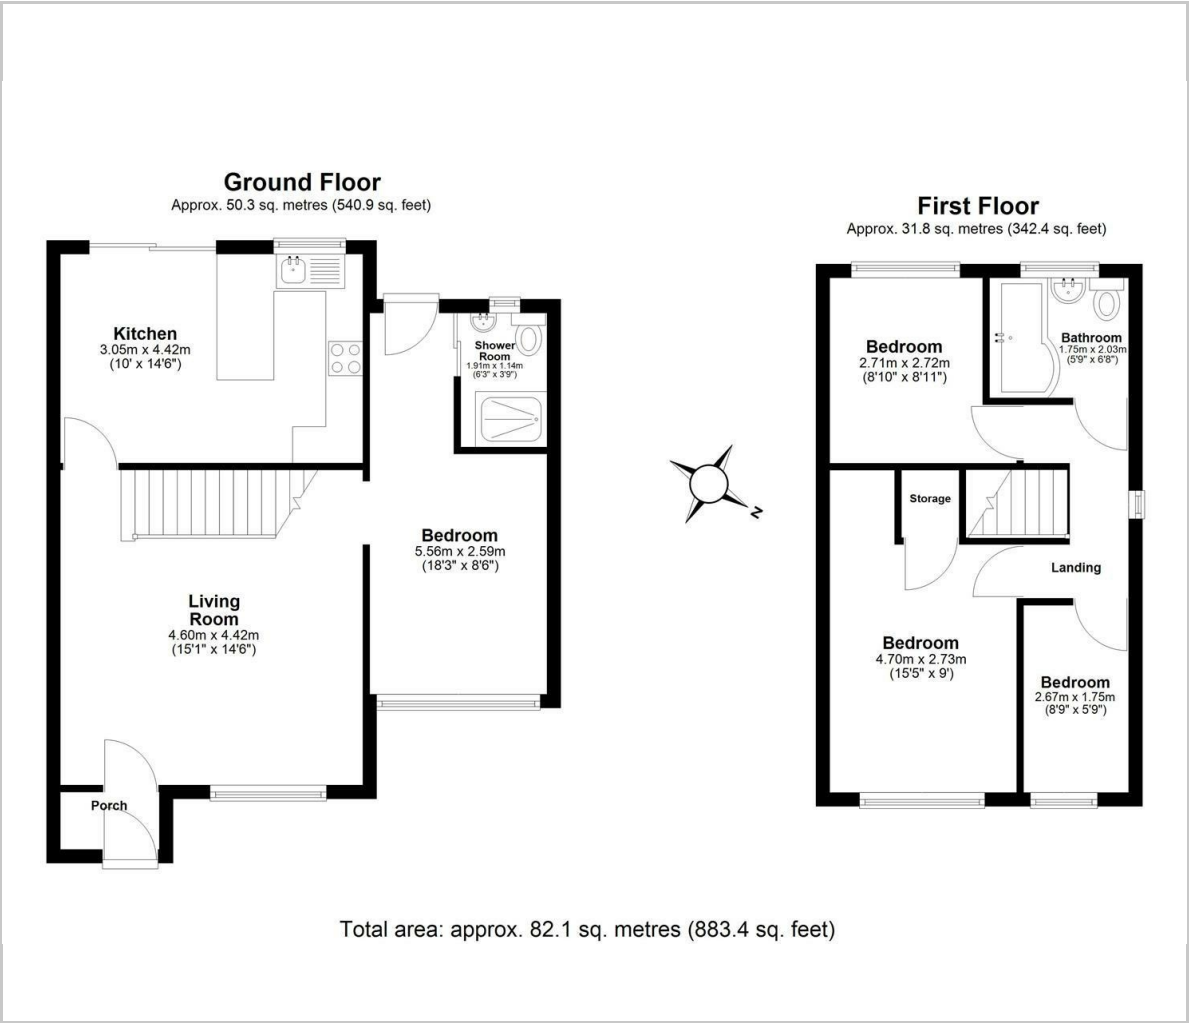 Ground Floor
Approx. 50.3 sq. metres (540.9 sq. feet)
Kitchen
3.05m x 4.42m
(10' x 14'6")
Shower
Room
1.91m x 1.14m
(6'3" x 3'9")
Bedroom
5.56m x 2.59m
(18'3" x 8'6")
Living
Room
4.60m x 4.42m
(15'1" x 14'6")
Porch
N
First Floor
Approx. 31.8 sq. metres (342.4 sq. feet)
Bedroom
2.71m x 2.72m
(8'10" x 8'11")
Bathroom
1.75m x 2.03m
(5'9" x 6'8")
Storage
Landing
Bedroom
4.70m x 2.73m
(15'5" x 9')
Bedroom
2.67m x 1.75m
(8'9" x 5'9")
Total area: approx. 82.1 sq. metres (883.4 sq. feet)